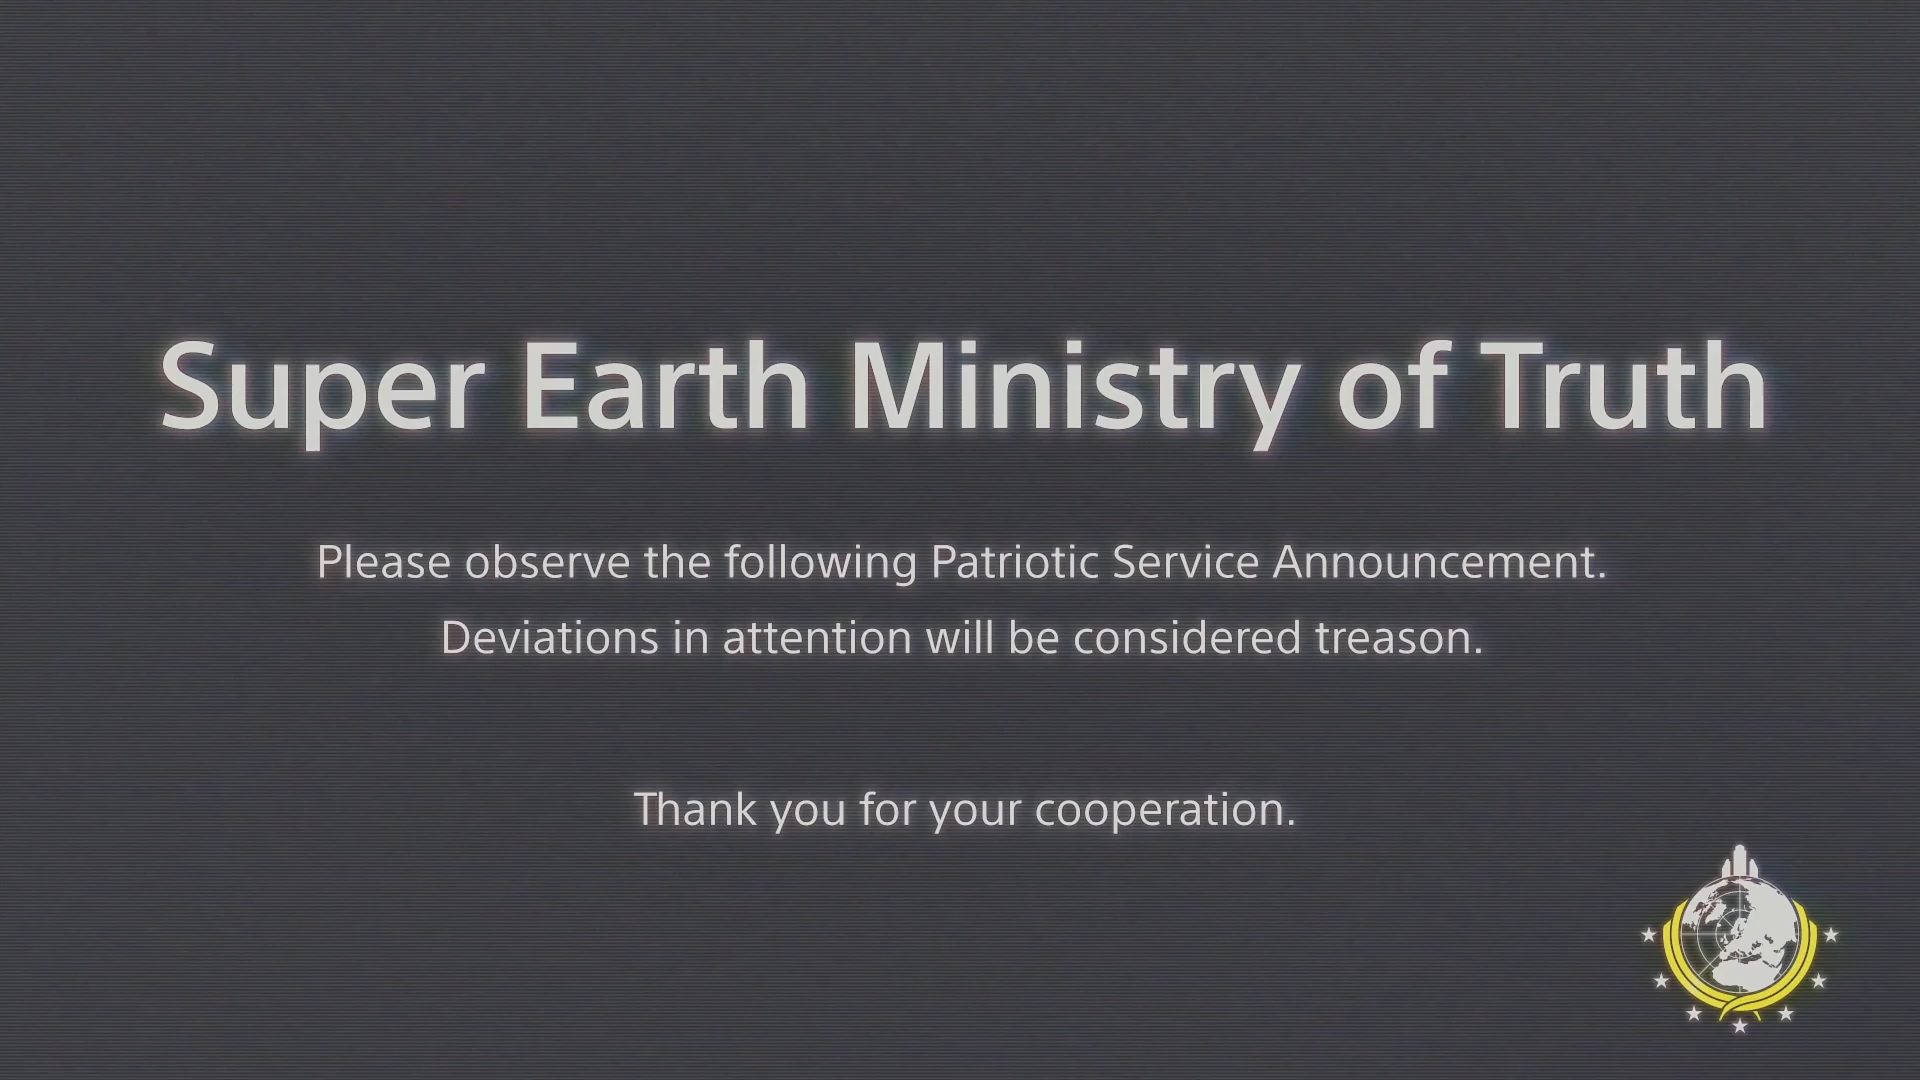 Super Earth Ministry of Truth
Please observe the following Patriotic Service Announcement.
Deviations in attention will be considered treason.
Thank you for your cooperation.